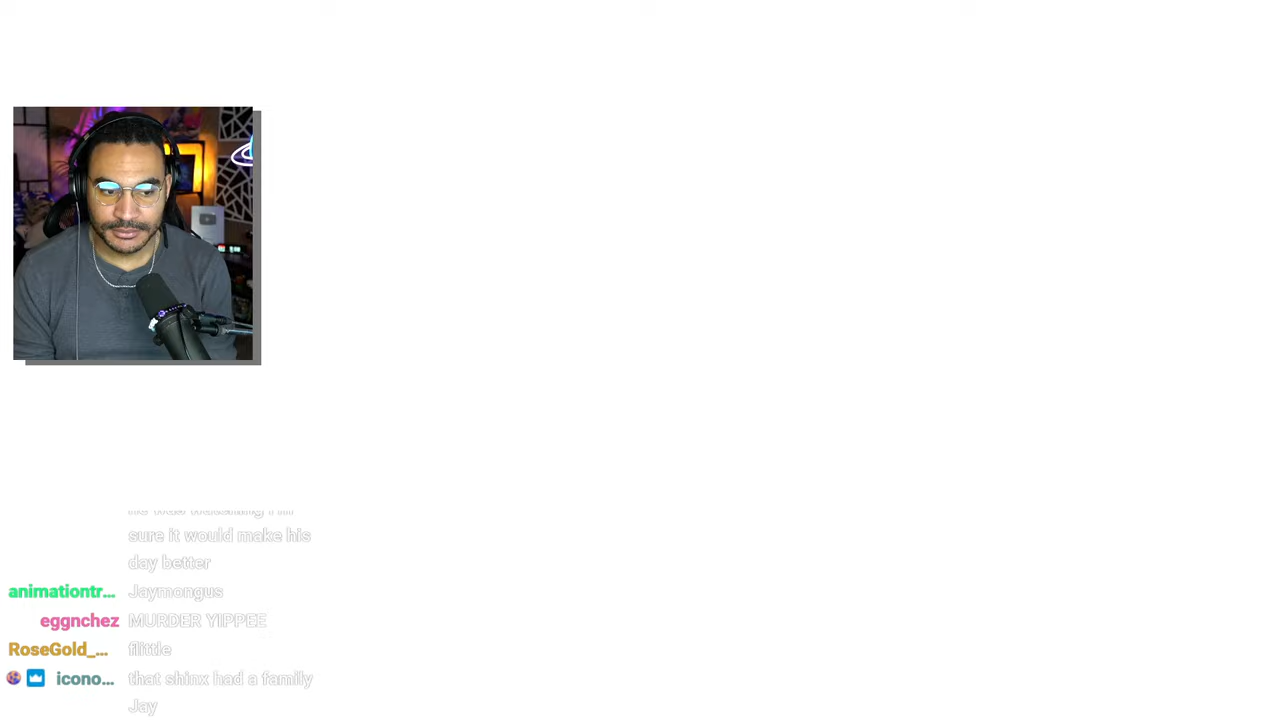 sure it would make his
day better
animationtr... Jaymongus
eggnchez MURDER YIPPEE
RoseGold_... flittle
icono... that shinx had a family
Jay